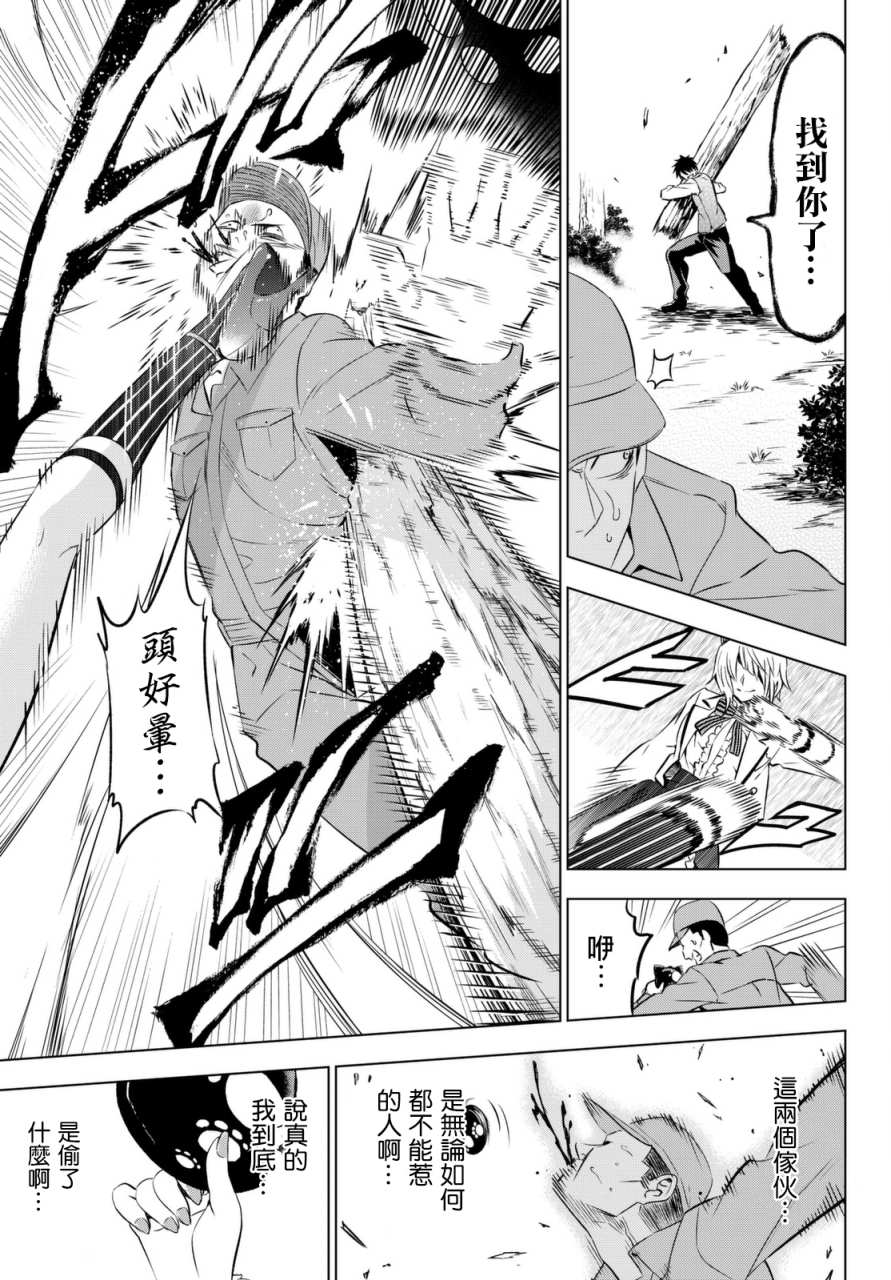 找到你了…
咿…
頭好暈…
這兩個傢伙…
是無論如何
都不能惹
的人啊…
說真的
我到底…
是偷了
什麼啊…